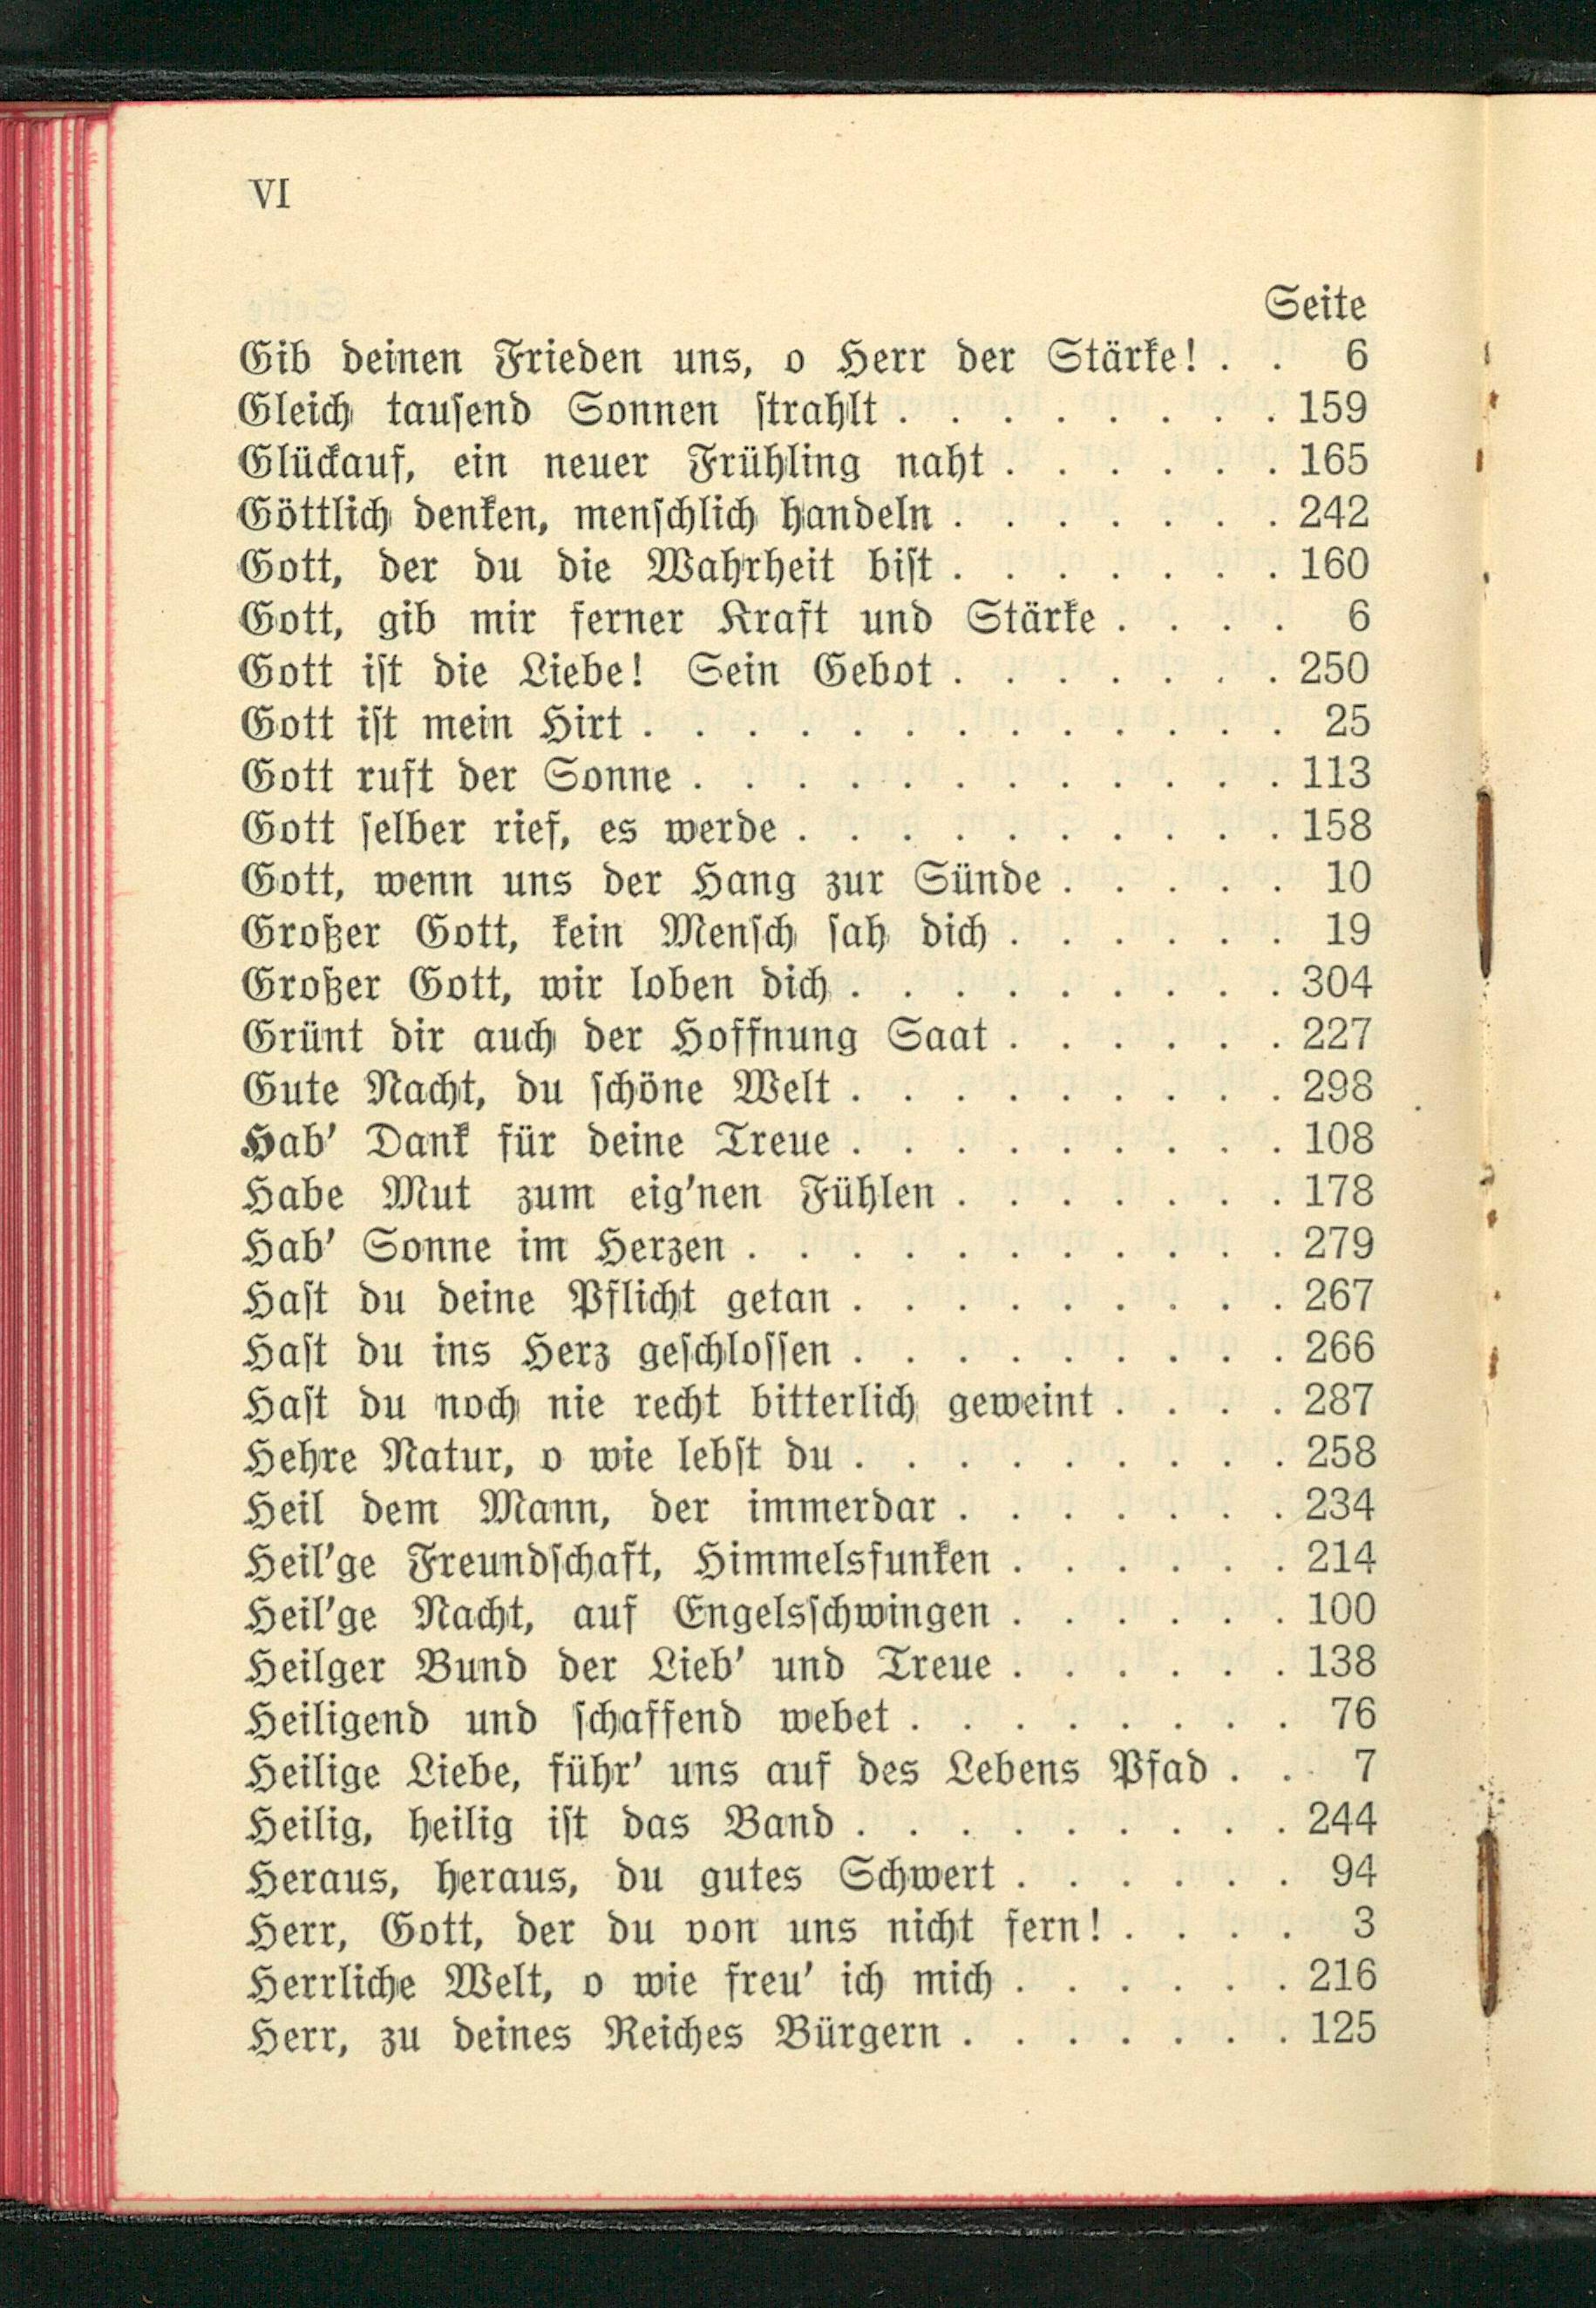 VI
Seite
Gib deinen Frieden uns, o Herr der Stärke! . . 6
Gleich tausend Sonnen strahlt . . . . . . . . 159
Glückauf, ein neuer Frühling naht . . . . . . 165
Göttlich denken, menschlich handeln . . . . . . . 242
Gott, der du die Wahrheit bist . . . . . . . 160
Gott, gib mir ferner Kraft und Stärke . . . . 6
Gott ist die Liebe! Sein Gebot . . . . . . . 250
Gott ist mein Hirt . . . . . . . . . . . . . 25
Gott ruft der Sonne . . . . . . . . . . . . 113
Gott selber rief, es werde . . . . . . . . . . 158
Gott, wenn uns der Hang zur Sünde . . . . . 10
Großer Gott, kein Mensch sah dich . . . . . . 19
Großer Gott, wir loben dich . . . . . . . . . 304
Grünt dir auch der Hoffnung Saat . . . . . . 227
Gute Nacht, du schöne Welt . . . . . . . . . 298
Hab' Dank für deine Treue . . . . . . . . . 108
Habe Mut zum eig'nen Fühlen . . . . . . . 178
Hab' Sonne im Herzen . . . . . . . . . . . 279
Hast du deine Pflicht getan . . . . . . . . . 267
Hast du ins Herz geschlossen . . . . . . . . . 266
Hast du noch nie recht bitterlich geweint . . . . 287
Hehre Natur, o wie lebst du . . . . . . . . . 258
Heil dem Mann, der immerdar . . . . . . . 234
Heil'ge Freundschaft, Himmelsfunken . . . . . . 214
Heil'ge Nacht, auf Engelsschwingen . . . . . . 100
Heilger Bund der Lieb' und Treue . . . . . . 138
Heiligend und schaffend webet . . . . . . . . 76
Heilige Liebe, führ' uns auf des Lebens Pfad . . 7
Heilig, heilig ist das Band . . . . . . . . . 244
Heraus, heraus, du gutes Schwert . . . . . . 94
Herr, Gott, der du von uns nicht fern! . . . . 3
Herrliche Welt, o wie freu' ich mich . . . . . . 216
Herr, zu deines Reiches Bürgern . . . . . . . 125